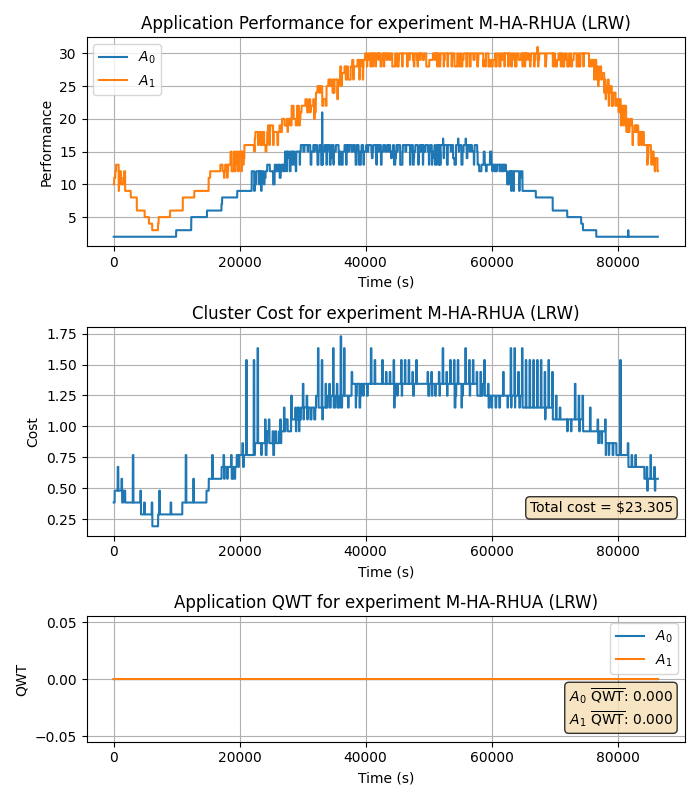 Application Performance for experiment M-HA-RHUA (LRW)
30
25
20
15
10
5
Performance
A0
A1
0 20000 40000 60000 80000
Time (s)
Cluster Cost for experiment M-HA-RHUA (LRW)
1.75
1.50
1.25
1.00
0.75
0.50
0.25
Cost
Total cost = $23.305
0 20000 40000 60000 80000
Time (s)
Application QWT for experiment M-HA-RHUA (LRW)
0.05
0.00
−0.05
QWT
A0
A1
A0 QWT: 0.000
A1 QWT: 0.000
0 20000 40000 60000 80000
Time (s)